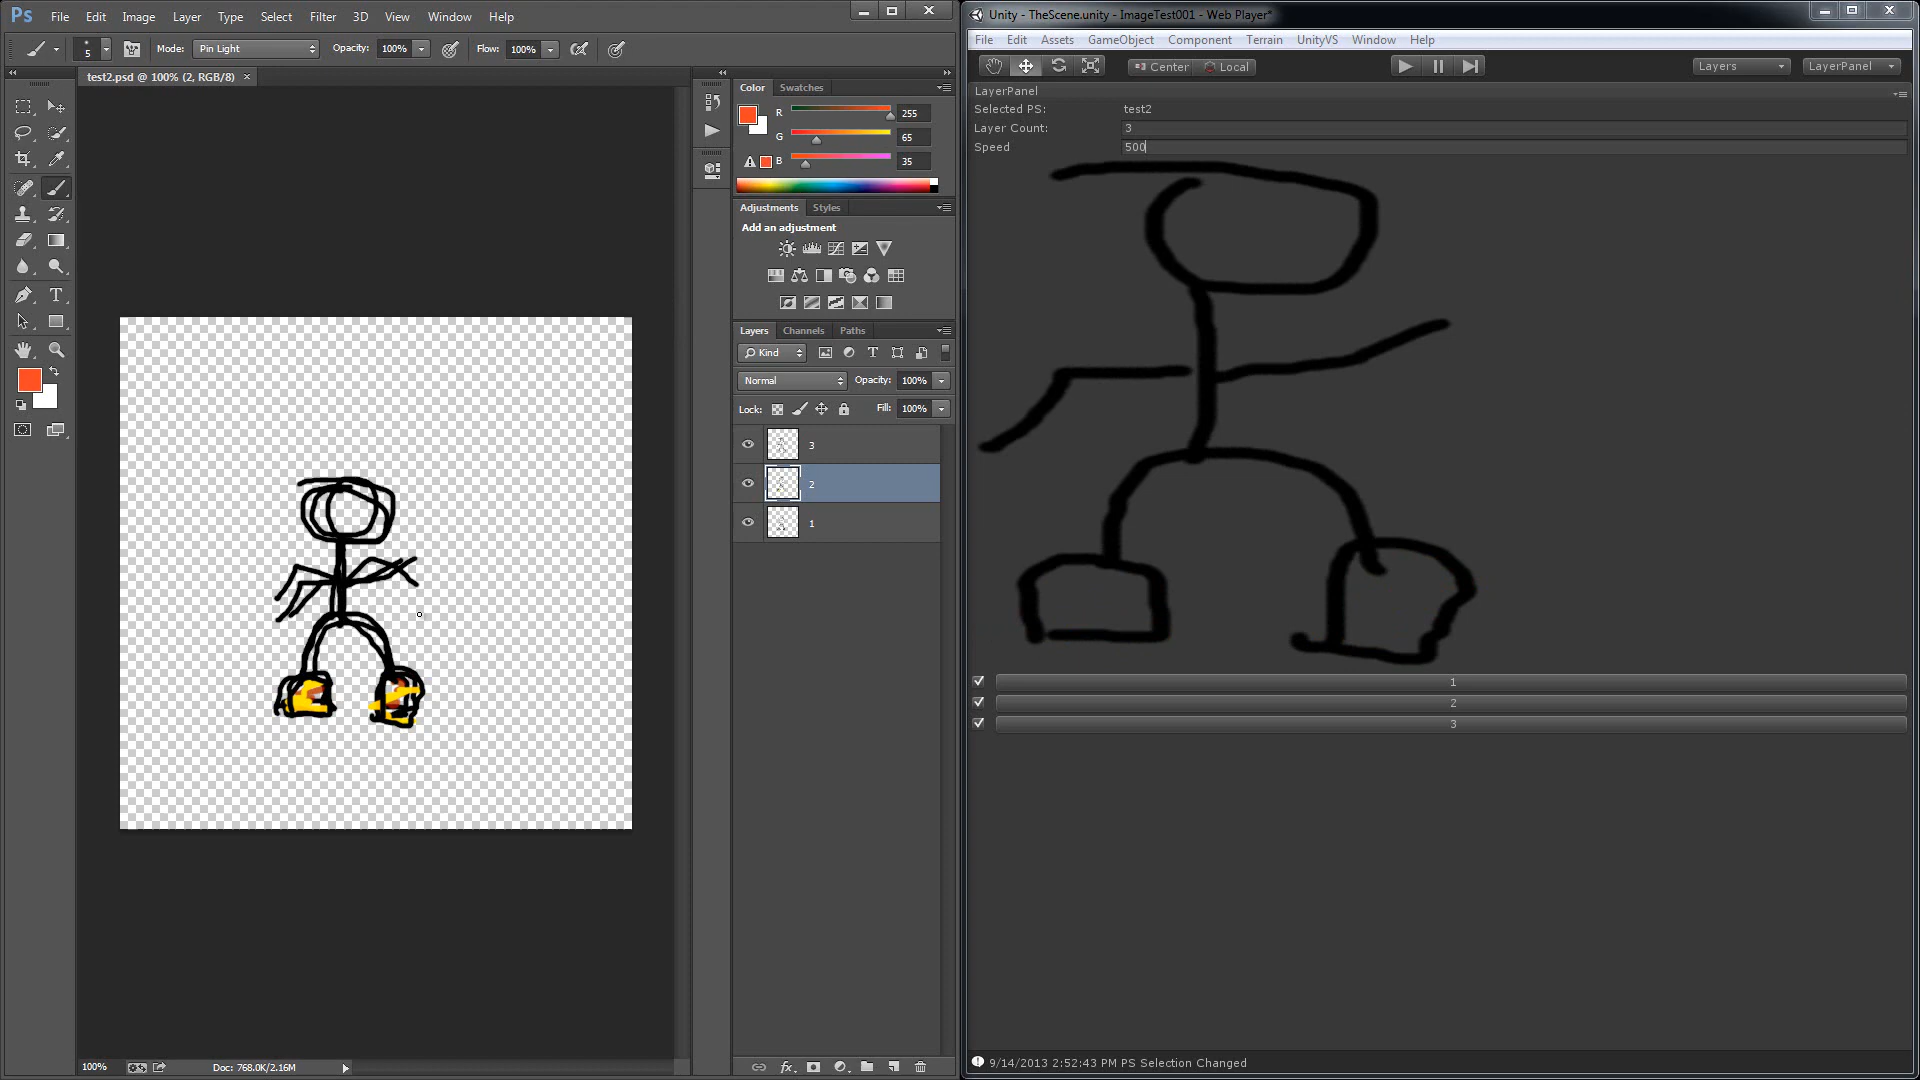 Ps File Edit Image Layer Type Select Filter 3D View Window Help
5 Mode: Pin Light Opacity: 100% Flow: 100%
test2.psd @ 100% (2, RGB/8) ×
Color Swatches
R 255
G 65
B 35
Adjustments Styles
Add an adjustment
Layers Channels Paths
Kind
Normal Opacity: 100%
Lock: Fill: 100%
3
2
1
100% Doc: 768.0K/2.16M
Unity - TheScene.unity - ImageTest001 - Web Player*
File Edit Assets GameObject Component Terrain UnityVS Window Help
Center Local Layers LayerPanel
LayerPanel
Selected PS: test2
Layer Count: 3
Speed 500
1
2
3
9/14/2013 2:52:43 PM PS Selection Changed